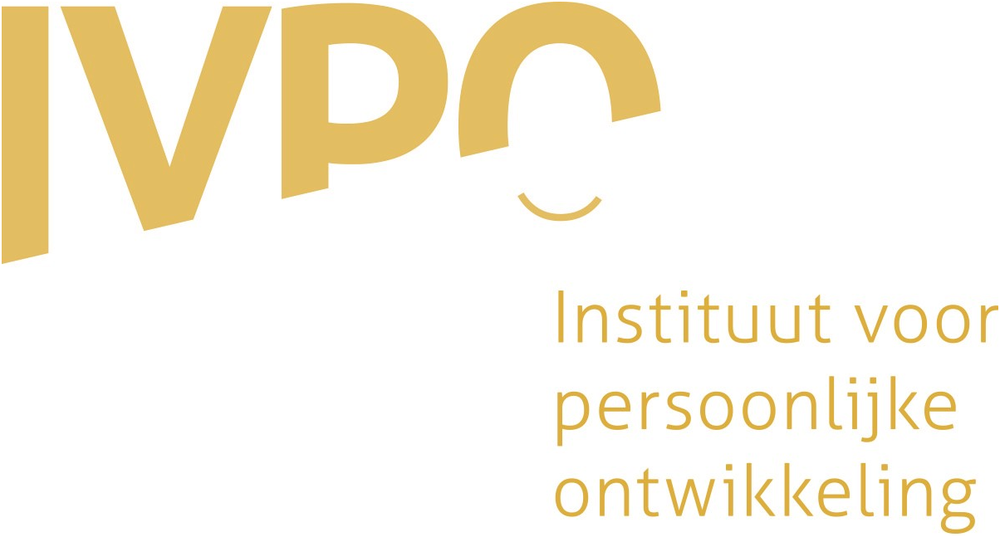 IVPO
Instituut voor
persoonlijke
ontwikkeling